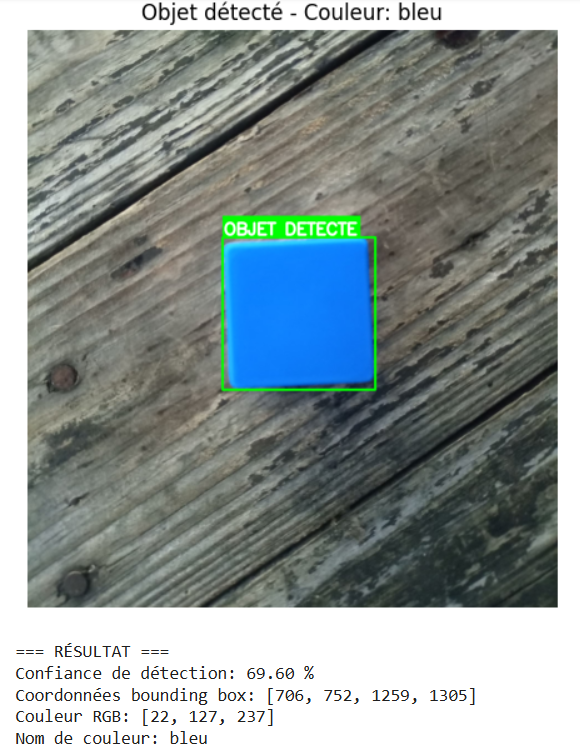 Objet détecté - Couleur: bleu
OBJET DETECTE
=== RÉSULTAT ===
Confiance de détection: 69.60 %
Coordonnées bounding box: [706, 752, 1259, 1305]
Couleur RGB: [22, 127, 237]
Nom de couleur: bleu